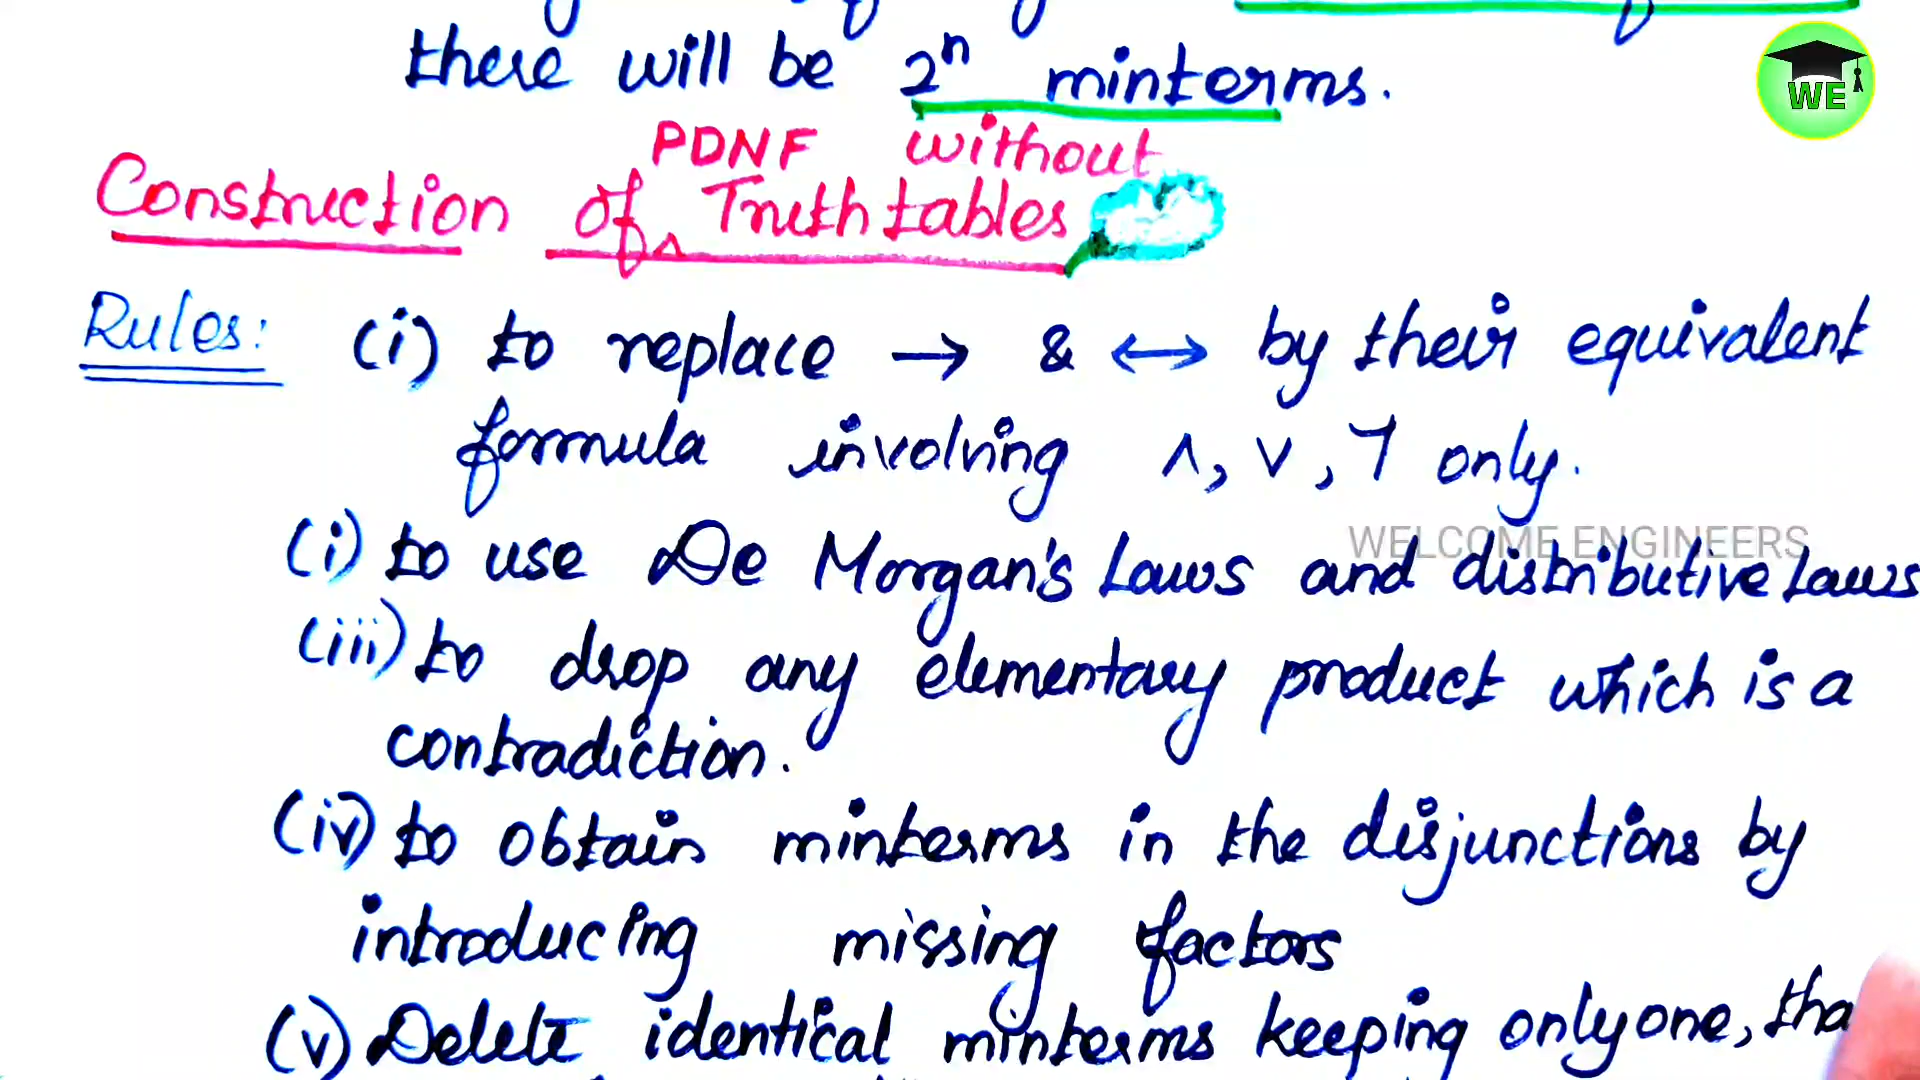 there will be 2ⁿ minterms.
WE
PDNF without
Construction of ^ Truth tables
Rules: (i) to replace → & ↔ by their equivalent
formula involving ∧, ∨, ㄱ only.
WELCOME ENGINEERS
(i) to use De Morgan's Laws and distributive Laws
(iii) to drop any elementary product which is a
contradiction.
(iv) to obtain minterms in the disjunctions by
introducing missing factors
(v) Delete identical minterms keeping only one, tha